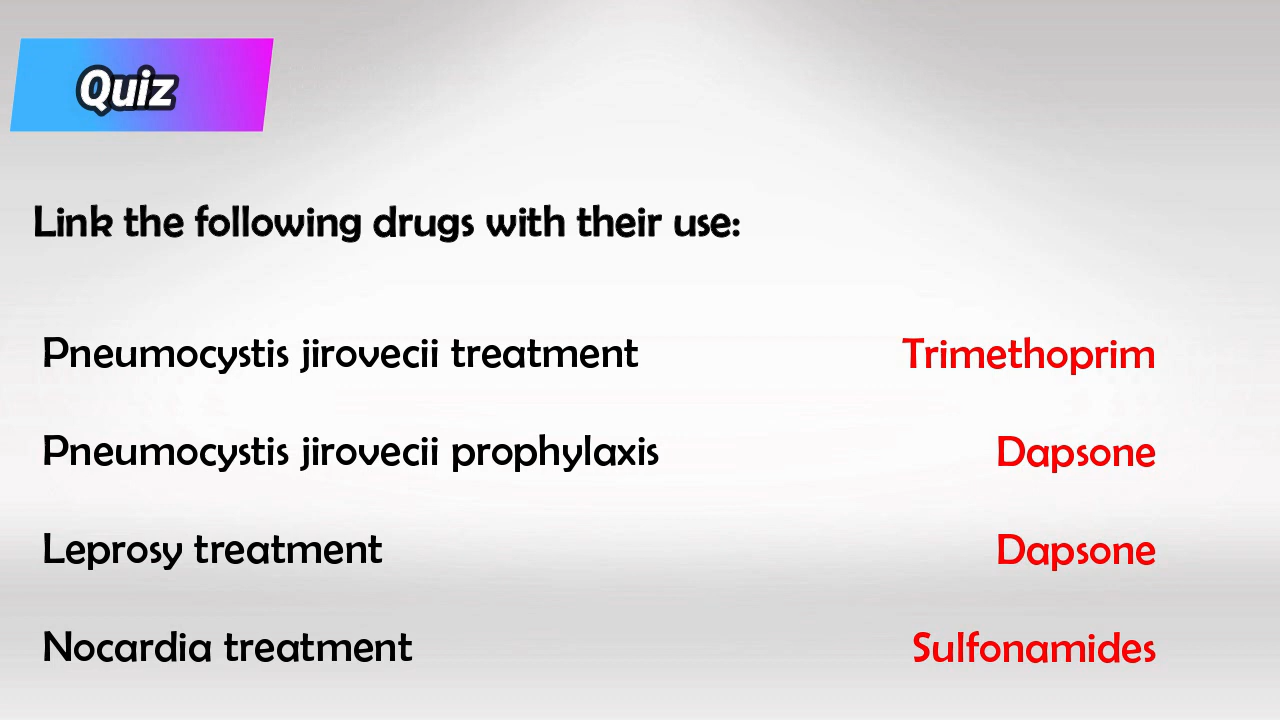 Quiz
Link the following drugs with their use:
Pneumocystis jirovecii treatment Trimethoprim
Pneumocystis jirovecii prophylaxis Dapsone
Leprosy treatment Dapsone
Nocardia treatment Sulfonamides